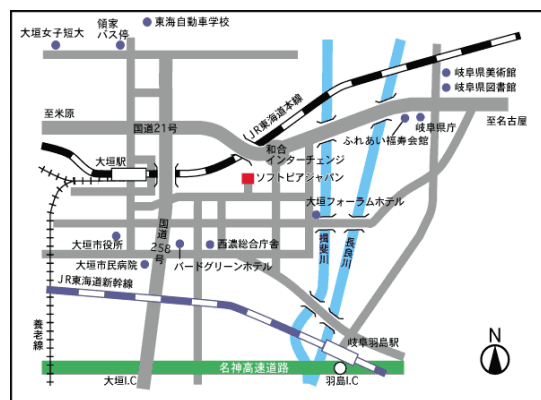 東海自動車学校
領家
バス停
大垣女子短大
岐阜県美術館
岐阜県図書館
JR東海道本線
至米原
国道21号
至名古屋
岐阜県庁
ふれあい福寿会館
和合
インターチェンジ
大垣駅
ソフトピアジャパン
大垣フォーラムホテル
国道258号
大垣市役所
西濃総合庁舎
揖斐川
長良川
大垣市民病院
バードグリーンホテル
JR東海道新幹線
養老線
岐阜羽島駅
N
名神高速道路
大垣I.C
羽島I.C